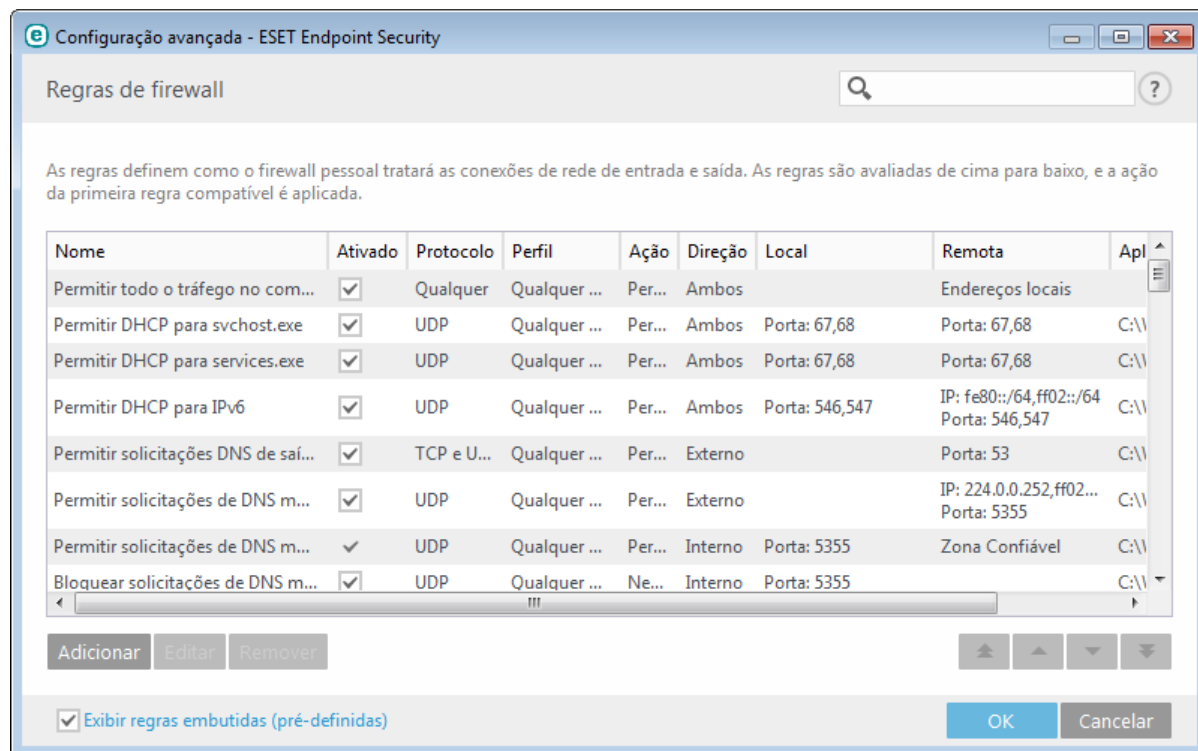 Configuração avançada - ESET Endpoint Security
Regras de firewall
?
As regras definem como o firewall pessoal tratará as conexões de rede de entrada e saída. As regras são avaliadas de cima para baixo, e a ação
da primeira regra compatível é aplicada.
Nome Ativado Protocolo Perfil Ação Direção Local Remota Apl
Permitir todo o tráfego no com... Qualquer Qualquer ... Per... Ambos Endereços locais
Permitir DHCP para svchost.exe UDP Qualquer ... Per... Ambos Porta: 67,68 Porta: 67,68 C:\
Permitir DHCP para services.exe UDP Qualquer ... Per... Ambos Porta: 67,68 Porta: 67,68 C:\
Permitir DHCP para IPv6 UDP Qualquer ... Per... Ambos Porta: 546,547 IP: fe80::/64,ff02::/64 C:\
Porta: 546,547
Permitir solicitações DNS de saí... TCP e U... Qualquer ... Per... Externo Porta: 53 C:\
Permitir solicitações de DNS m... UDP Qualquer ... Per... Externo IP: 224.0.0.252,ff02... C:\
Porta: 5355
Permitir solicitações de DNS m... UDP Qualquer ... Per... Interno Porta: 5355 Zona Confiável C:\
Bloquear solicitações de DNS m... UDP Qualquer ... Ne... Interno Porta: 5355 C:\
Adicionar Editar Remover
Exibir regras embutidas (pré-definidas) OK Cancelar